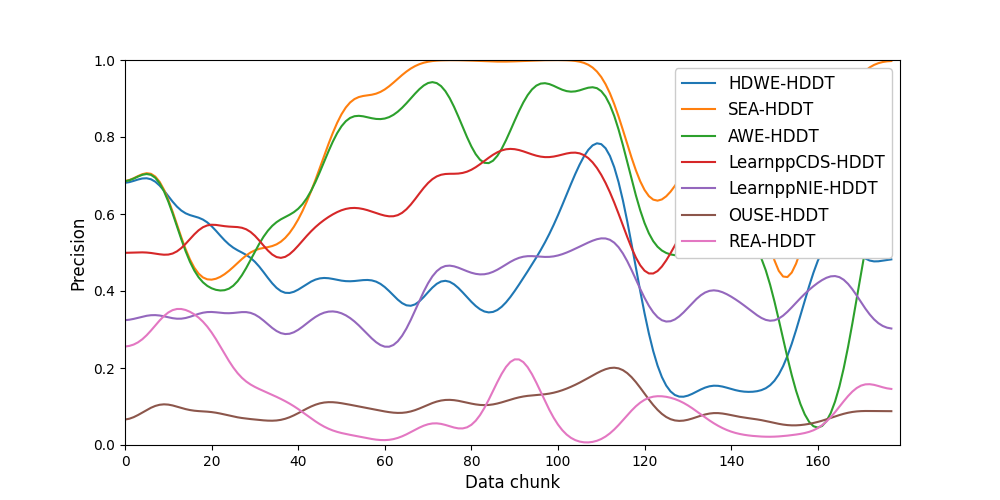 1.0
0.8
0.6
0.4
0.2
0.0
Precision
0 20 40 60 80 100 120 140 160
Data chunk
HDWE-HDDT
SEA-HDDT
AWE-HDDT
LearnppCDS-HDDT
LearnppNIE-HDDT
OUSE-HDDT
REA-HDDT